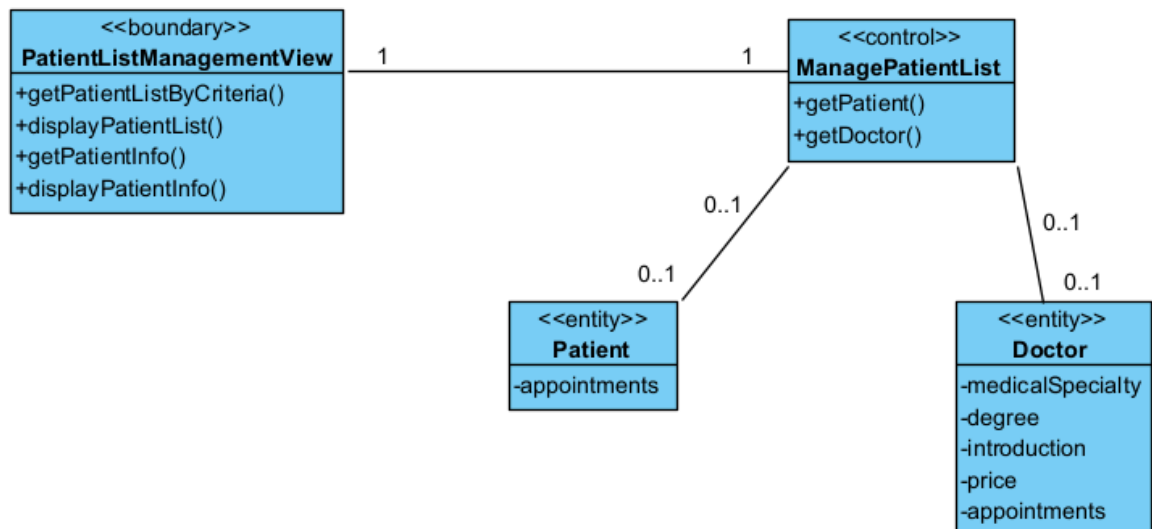 <<boundary>>
PatientListManagementView
+getPatientListByCriteria()
+displayPatientList()
+getPatientInfo()
+displayPatientInfo()
1
1
<<control>>
ManagePatientList
+getPatient()
+getDoctor()
0..1
0..1
0..1
0..1
<<entity>>
Patient
-appointments
<<entity>>
Doctor
-medicalSpecialty
-degree
-introduction
-price
-appointments